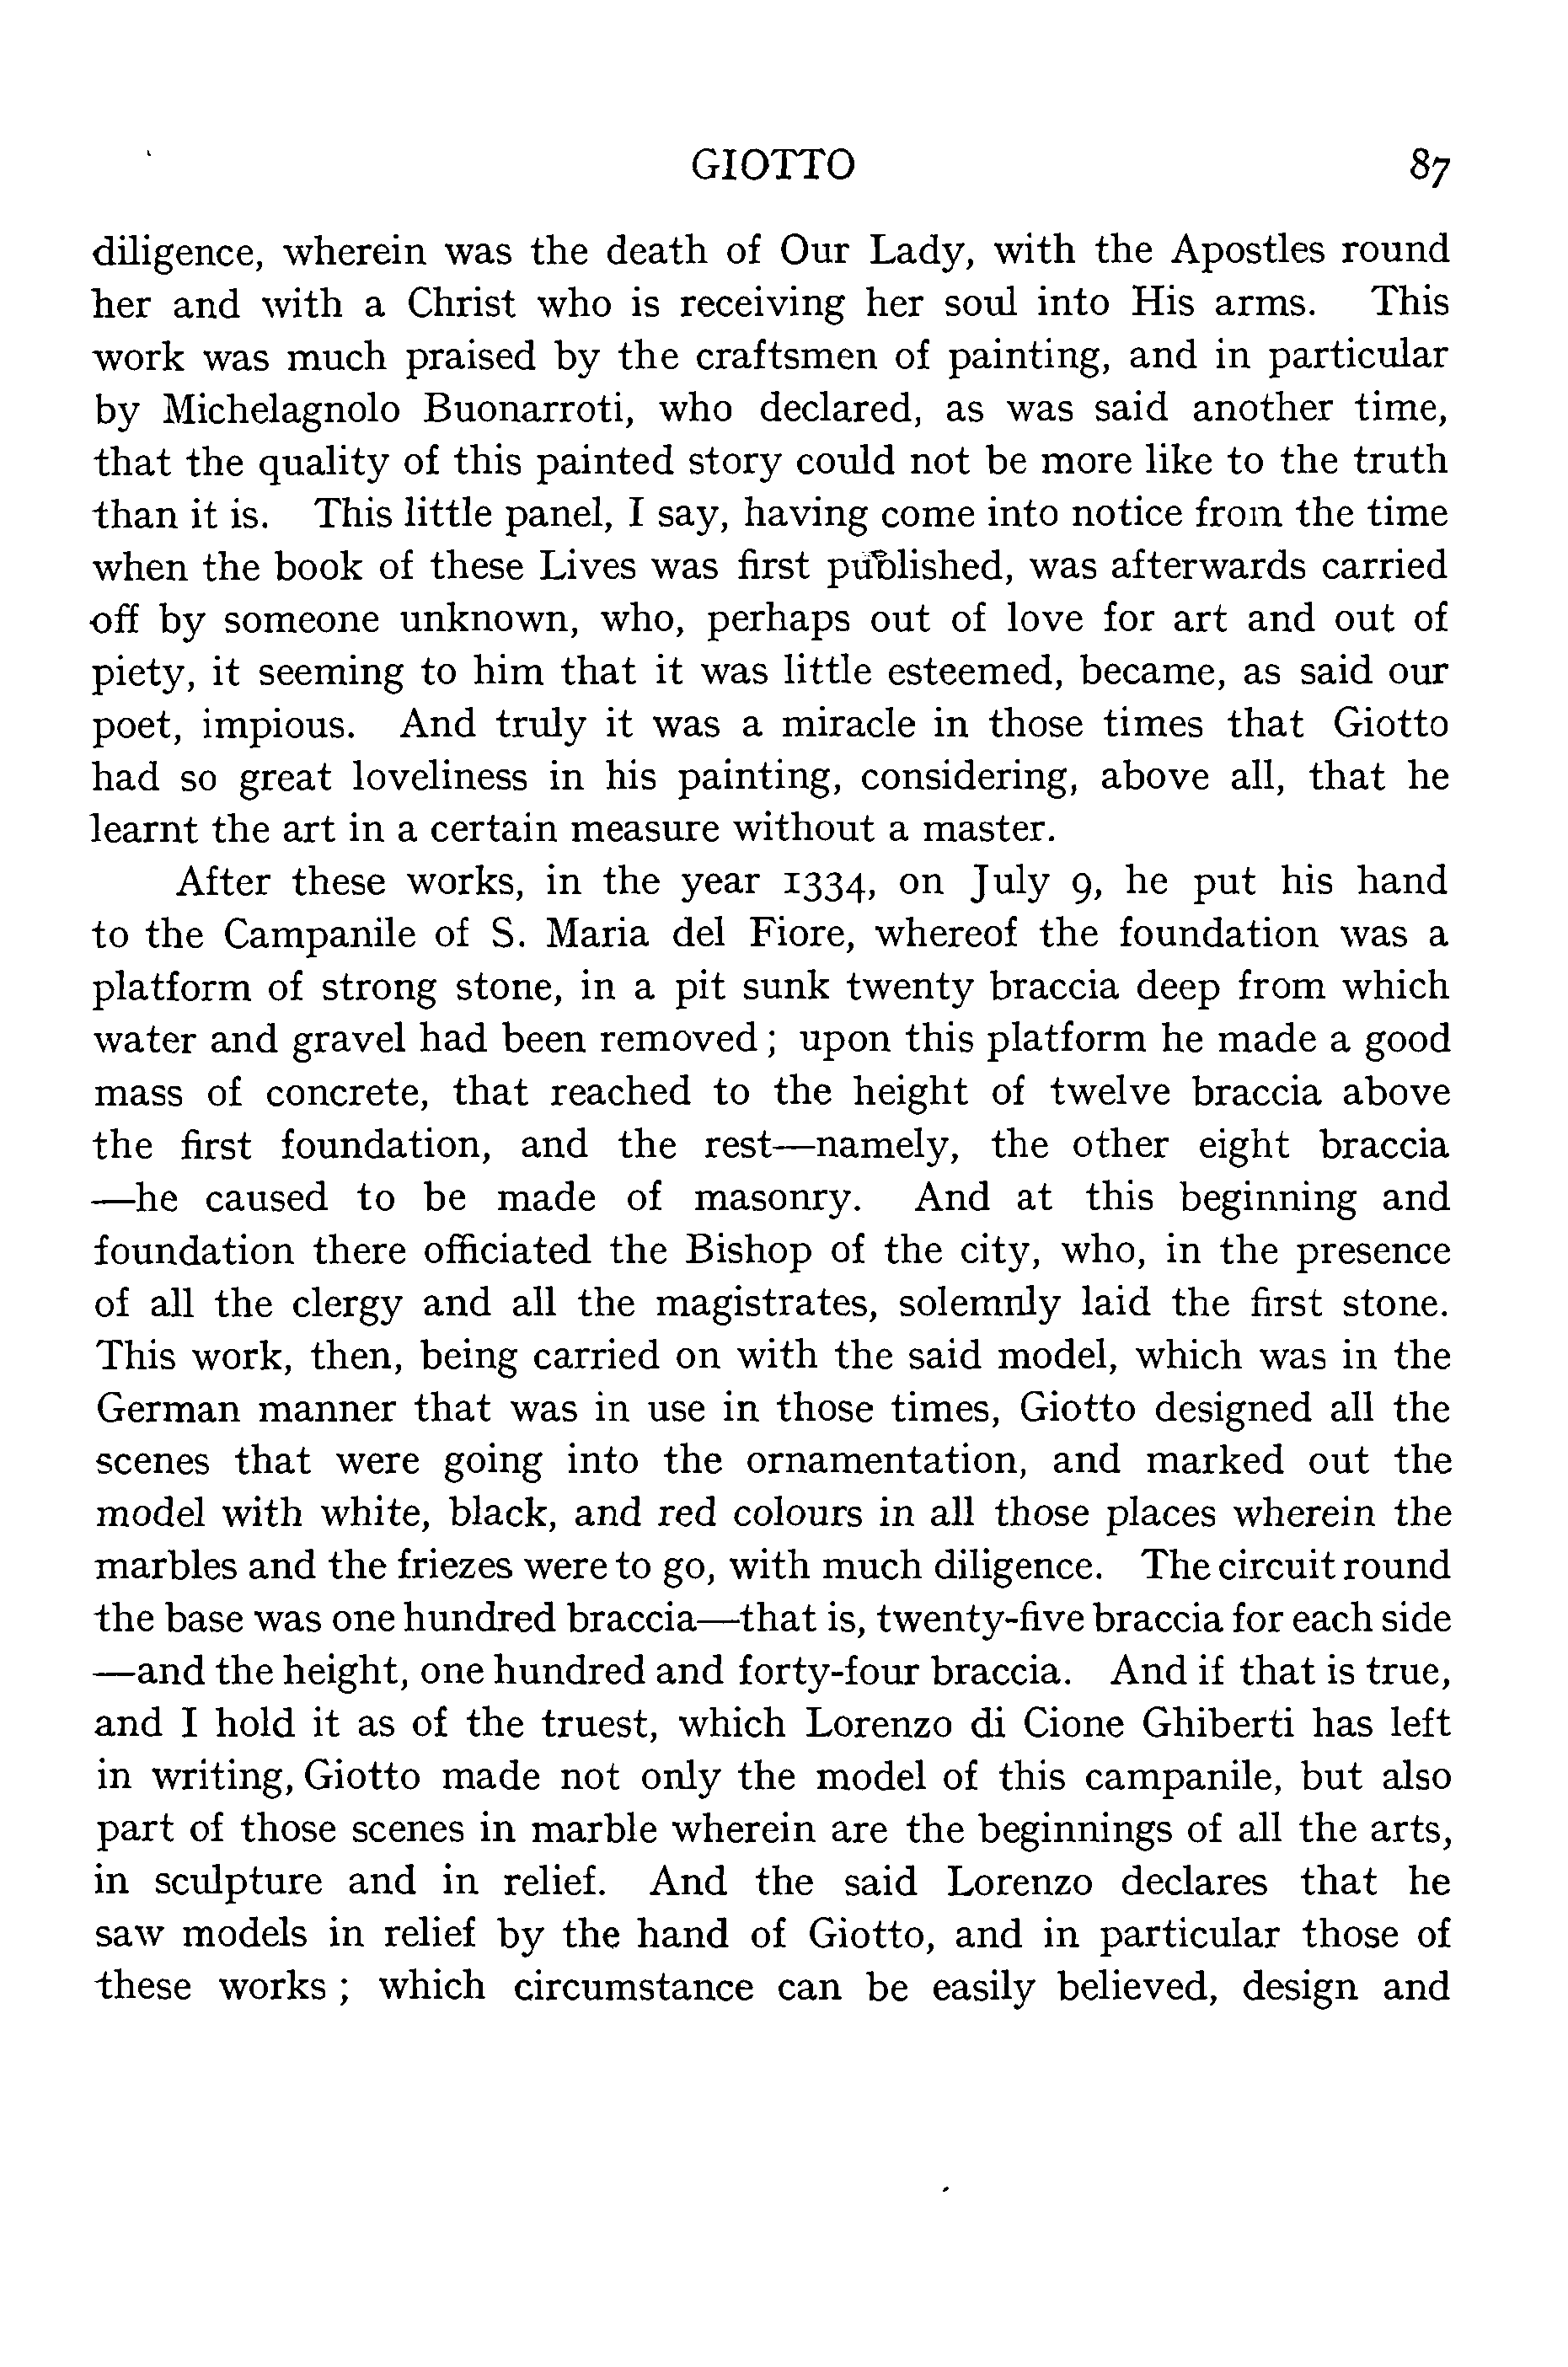 GIOTTO 87
diligence, wherein was the death of Our Lady, with the Apostles round
her and with a Christ who is receiving her soul into His arms. This
work was much praised by the craftsmen of painting, and in particular
by Michelagnolo Buonarroti, who declared, as was said another time,
that the quality of this painted story could not be more like to the truth
than it is. This little panel, I say, having come into notice from the time
when the book of these Lives was first published, was afterwards carried
off by someone unknown, who, perhaps out of love for art and out of
piety, it seeming to him that it was little esteemed, became, as said our
poet, impious. And truly it was a miracle in those times that Giotto
had so great loveliness in his painting, considering, above all, that he
learnt the art in a certain measure without a master.
After these works, in the year 1334, on July 9, he put his hand
to the Campanile of S. Maria del Fiore, whereof the foundation was a
platform of strong stone, in a pit sunk twenty braccia deep from which
water and gravel had been removed; upon this platform he made a good
mass of concrete, that reached to the height of twelve braccia above
the first foundation, and the rest—namely, the other eight braccia
—he caused to be made of masonry. And at this beginning and
foundation there officiated the Bishop of the city, who, in the presence
of all the clergy and all the magistrates, solemnly laid the first stone.
This work, then, being carried on with the said model, which was in the
German manner that was in use in those times, Giotto designed all the
scenes that were going into the ornamentation, and marked out the
model with white, black, and red colours in all those places wherein the
marbles and the friezes were to go, with much diligence. The circuit round
the base was one hundred braccia—that is, twenty-five braccia for each side
—and the height, one hundred and forty-four braccia. And if that is true,
and I hold it as of the truest, which Lorenzo di Cione Ghiberti has left
in writing, Giotto made not only the model of this campanile, but also
part of those scenes in marble wherein are the beginnings of all the arts,
in sculpture and in relief. And the said Lorenzo declares that he
saw models in relief by the hand of Giotto, and in particular those of
these works; which circumstance can be easily believed, design and